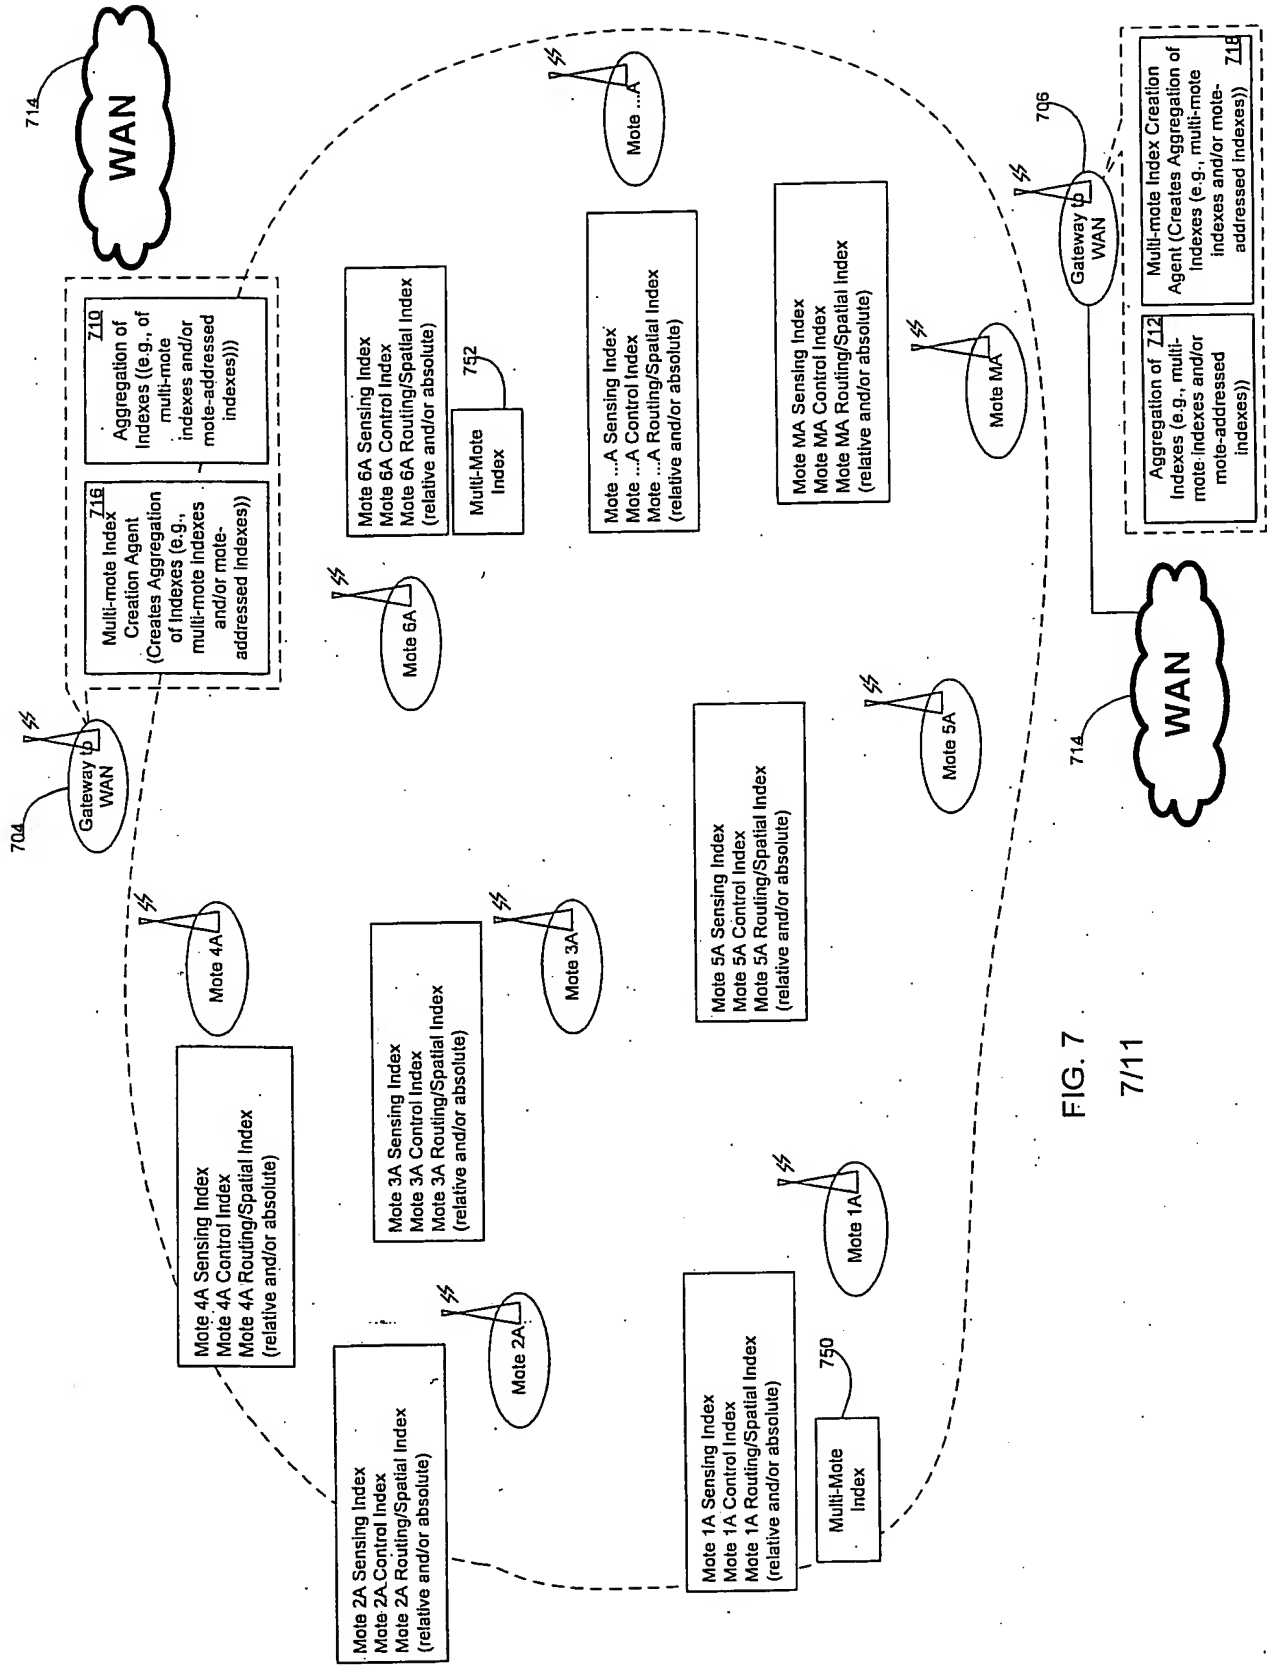 714
WAN
704
Gateway to
WAN
716
Multi-mote Index
Creation Agent
(Creates Aggregation
of Indexes (e.g.,
multi-mote indexes
and/or mote-
addressed indexes))
710
Aggregation of
Indexes ((e.g., of
multi-mote
indexes and/or
mote-addressed
indexes)))
Mote 4A
Mote 4A Sensing Index
Mote 4A Control Index
Mote 4A Routing/Spatial Index
(relative and/or absolute)
Mote 6A
Mote 6A Sensing Index
Mote 6A Control Index
Mote 6A Routing/Spatial Index
(relative and/or absolute)
752
Multi-Mote
Index
Mote 2A Sensing Index
Mote 2A Control Index
Mote 2A Routing/Spatial Index
(relative and/or absolute)
Mote 2A
Mote 3A Sensing Index
Mote 3A Control Index
Mote 3A Routing/Spatial Index
(relative and/or absolute)
Mote 3A
Mote ...A Sensing Index
Mote ...A Control Index
Mote ...A Routing/Spatial Index
(relative and/or absolute)
Mote ...A
Mote 1A Sensing Index
Mote 1A Control Index
Mote 1A Routing/Spatial Index
(relative and/or absolute)
750
Multi-Mote
Index
Mote 1A
Mote 5A Sensing Index
Mote 5A Control Index
Mote 5A Routing/Spatial Index
(relative and/or absolute)
Mote 5A
Mote MA Sensing Index
Mote MA Control Index
Mote MA Routing/Spatial Index
(relative and/or absolute)
Mote MA
706
Gateway to
WAN
714
WAN
Aggregation of 712
Indexes (e.g., multi-
mote indexes and/or
mote-addressed
indexes))
Multi-mote Index Creation
Agent (Creates Aggregation of
Indexes (e.g., multi-mote
indexes and/or mote-
addressed indexes))
718
FIG. 7
7/11